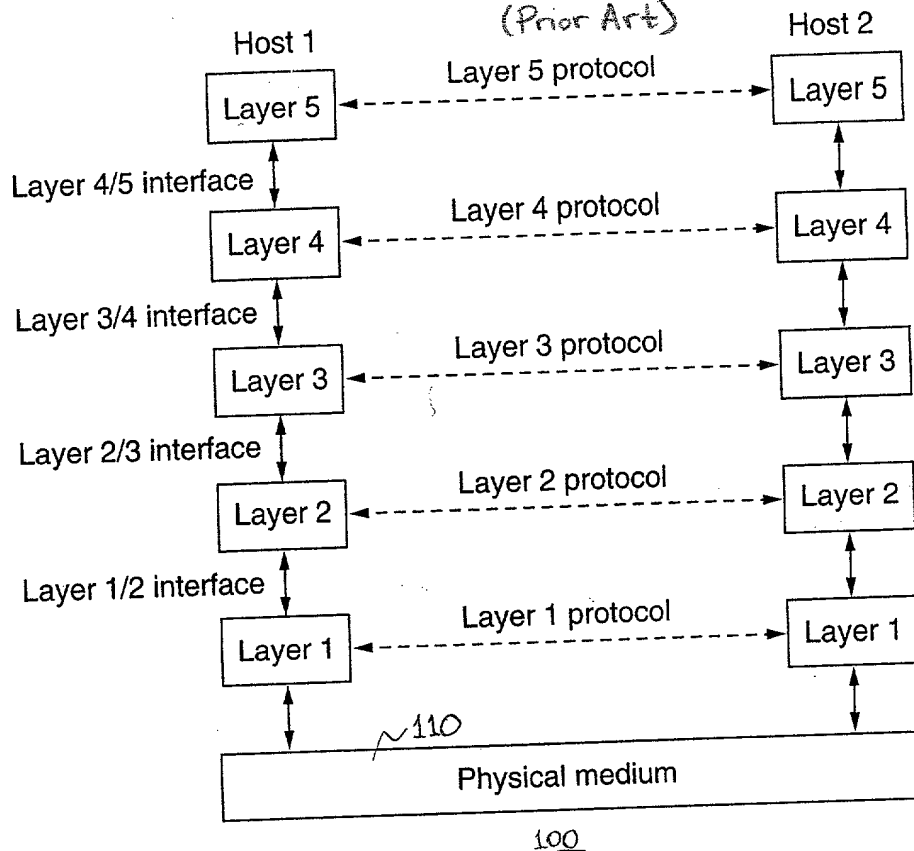 (Prior Art)
Host 1
Host 2
Layer 5 protocol
Layer 5
Layer 5
Layer 4/5 interface
Layer 4 protocol
Layer 4
Layer 4
Layer 3/4 interface
Layer 3 protocol
Layer 3
Layer 3
Layer 2/3 interface
Layer 2 protocol
Layer 2
Layer 2
Layer 1/2 interface
Layer 1 protocol
Layer 1
Layer 1
110
Physical medium
100